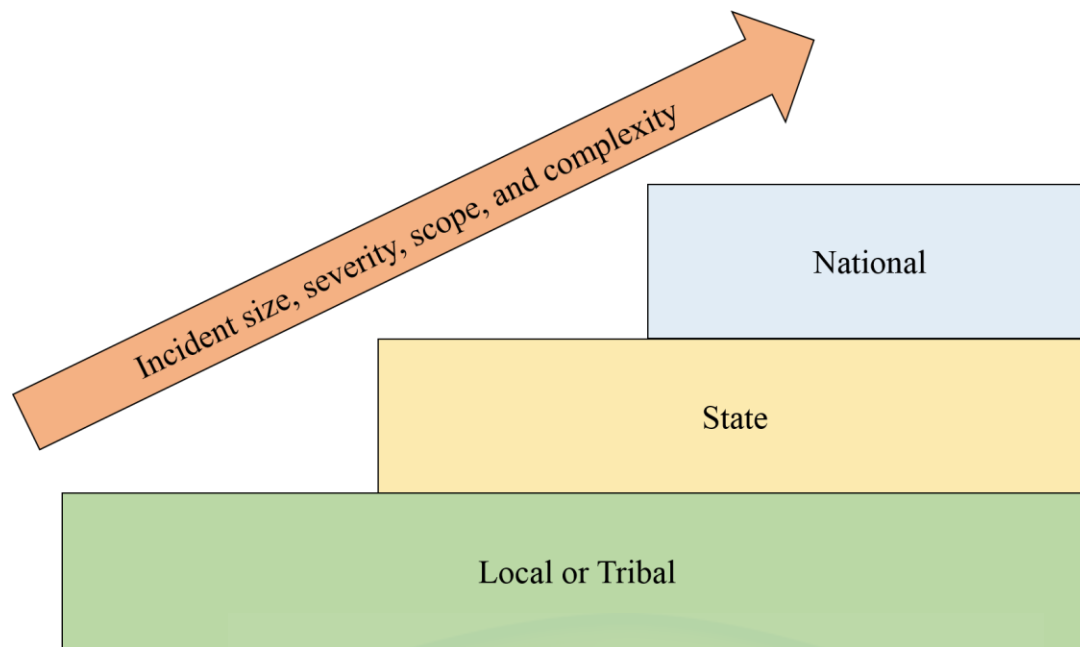 Incident size, severity, scope, and complexity
National
State
Local or Tribal